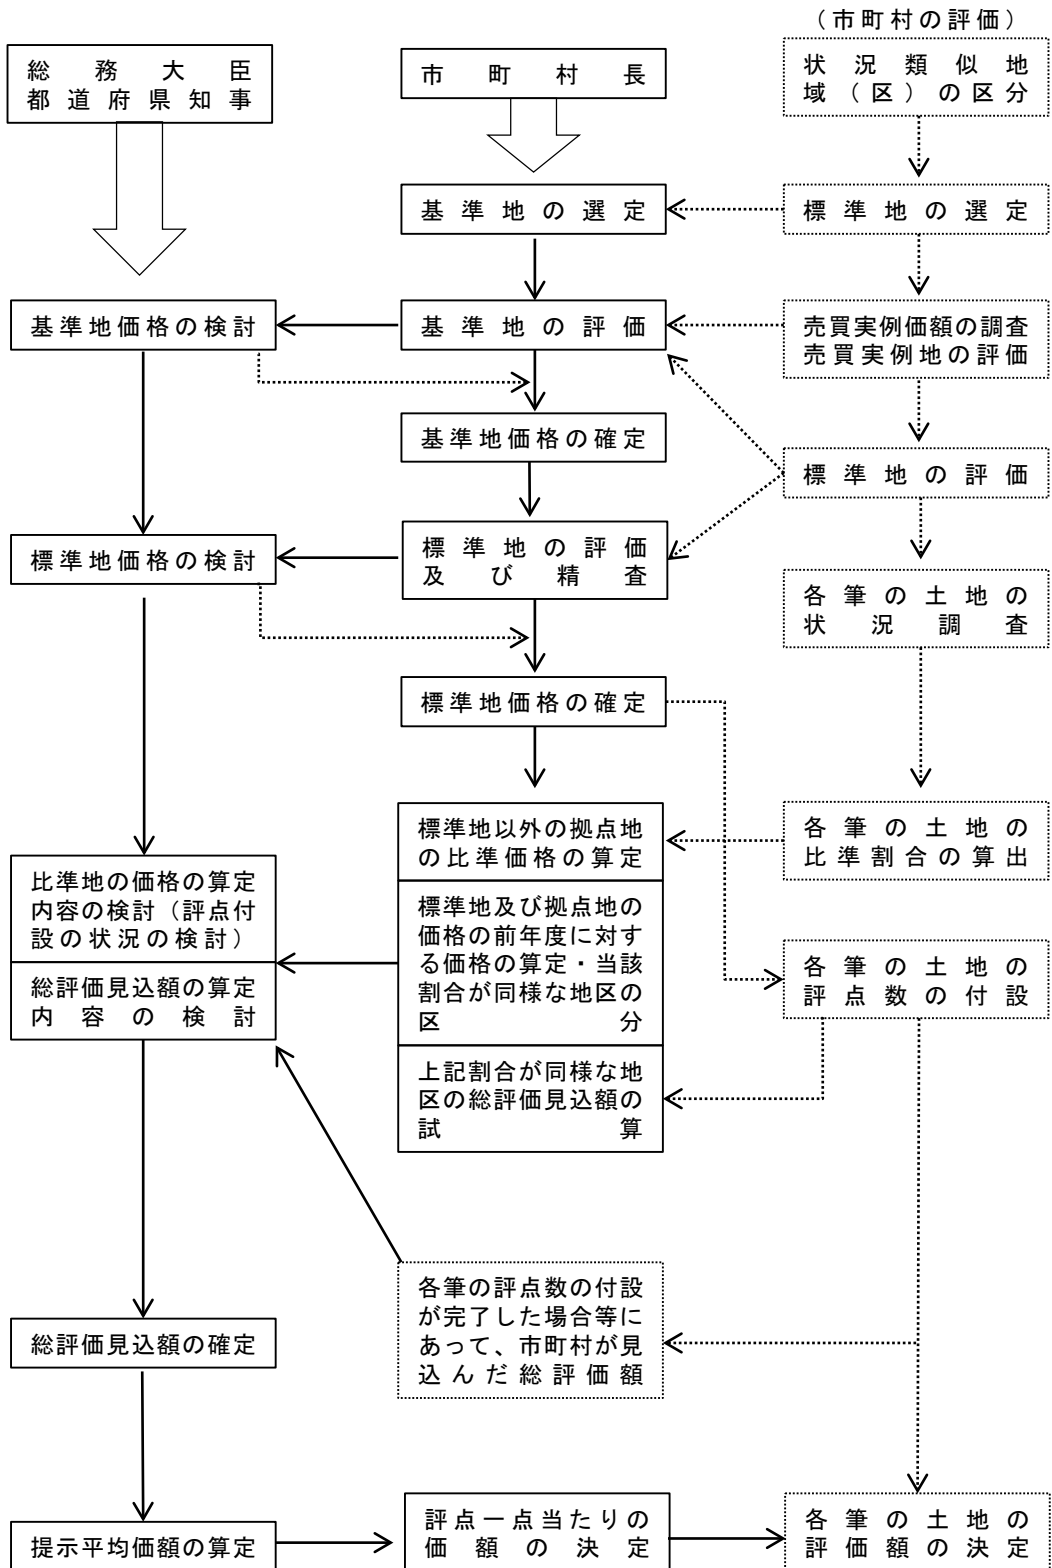 (市町村の評価)
総務大臣
都道府県知事
市町村長
状況類似地
域(区)の区分
基準地の選定
標準地の選定
基準地価格の検討
基準地の評価
売買実例価額の調査
売買実例地の評価
基準地価格の確定
標準地の評価
標準地価格の検討
標準地の評価
及び精査
各筆の土地の
状況調査
標準地価格の確定
標準地以外の拠点地
の比準価格の算定
各筆の土地の
比準割合の算出
比準地の価格の算定
内容の検討(評点付
設の状況の検討)
総評価見込額の算定
内容の検討
標準地及び拠点地の
価格の前年度に対す
る価格の算定・当該
割合が同様な地区の
区分
各筆の土地の
評点数の付設
上記割合が同様な地
区の総評価見込額の
試算
各筆の評点数の付設
が完了した場合等に
あって、市町村が見
込んだ総評価額
総評価見込額の確定
提示平均価額の算定
評点一点当たりの
価額の決定
各筆の土地の
評価額の決定